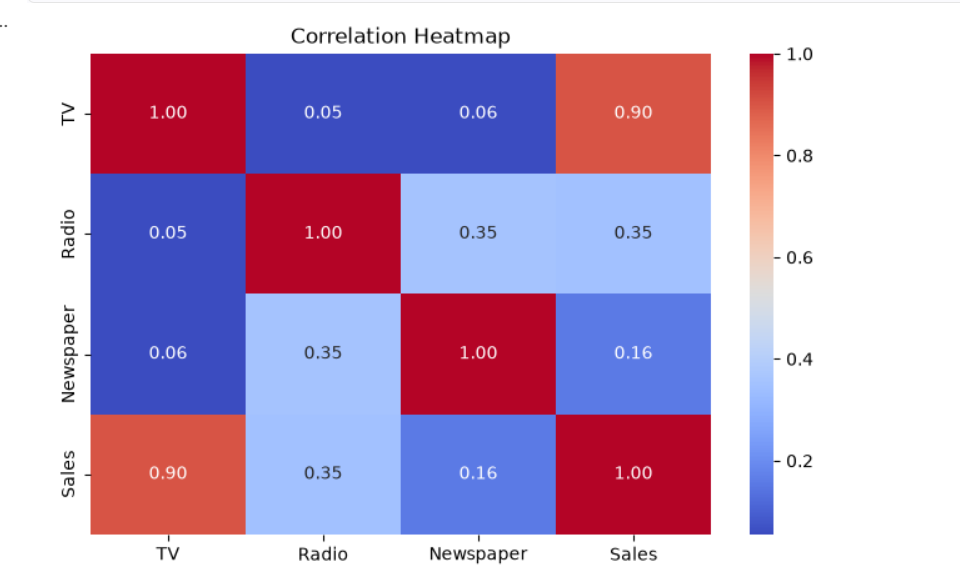 ..
Correlation Heatmap
TV 1.00 0.05 0.06 0.90
Radio 0.05 1.00 0.35 0.35
Newspaper 0.06 0.35 1.00 0.16
Sales 0.90 0.35 0.16 1.00
TV Radio Newspaper Sales
1.0
0.8
0.6
0.4
0.2